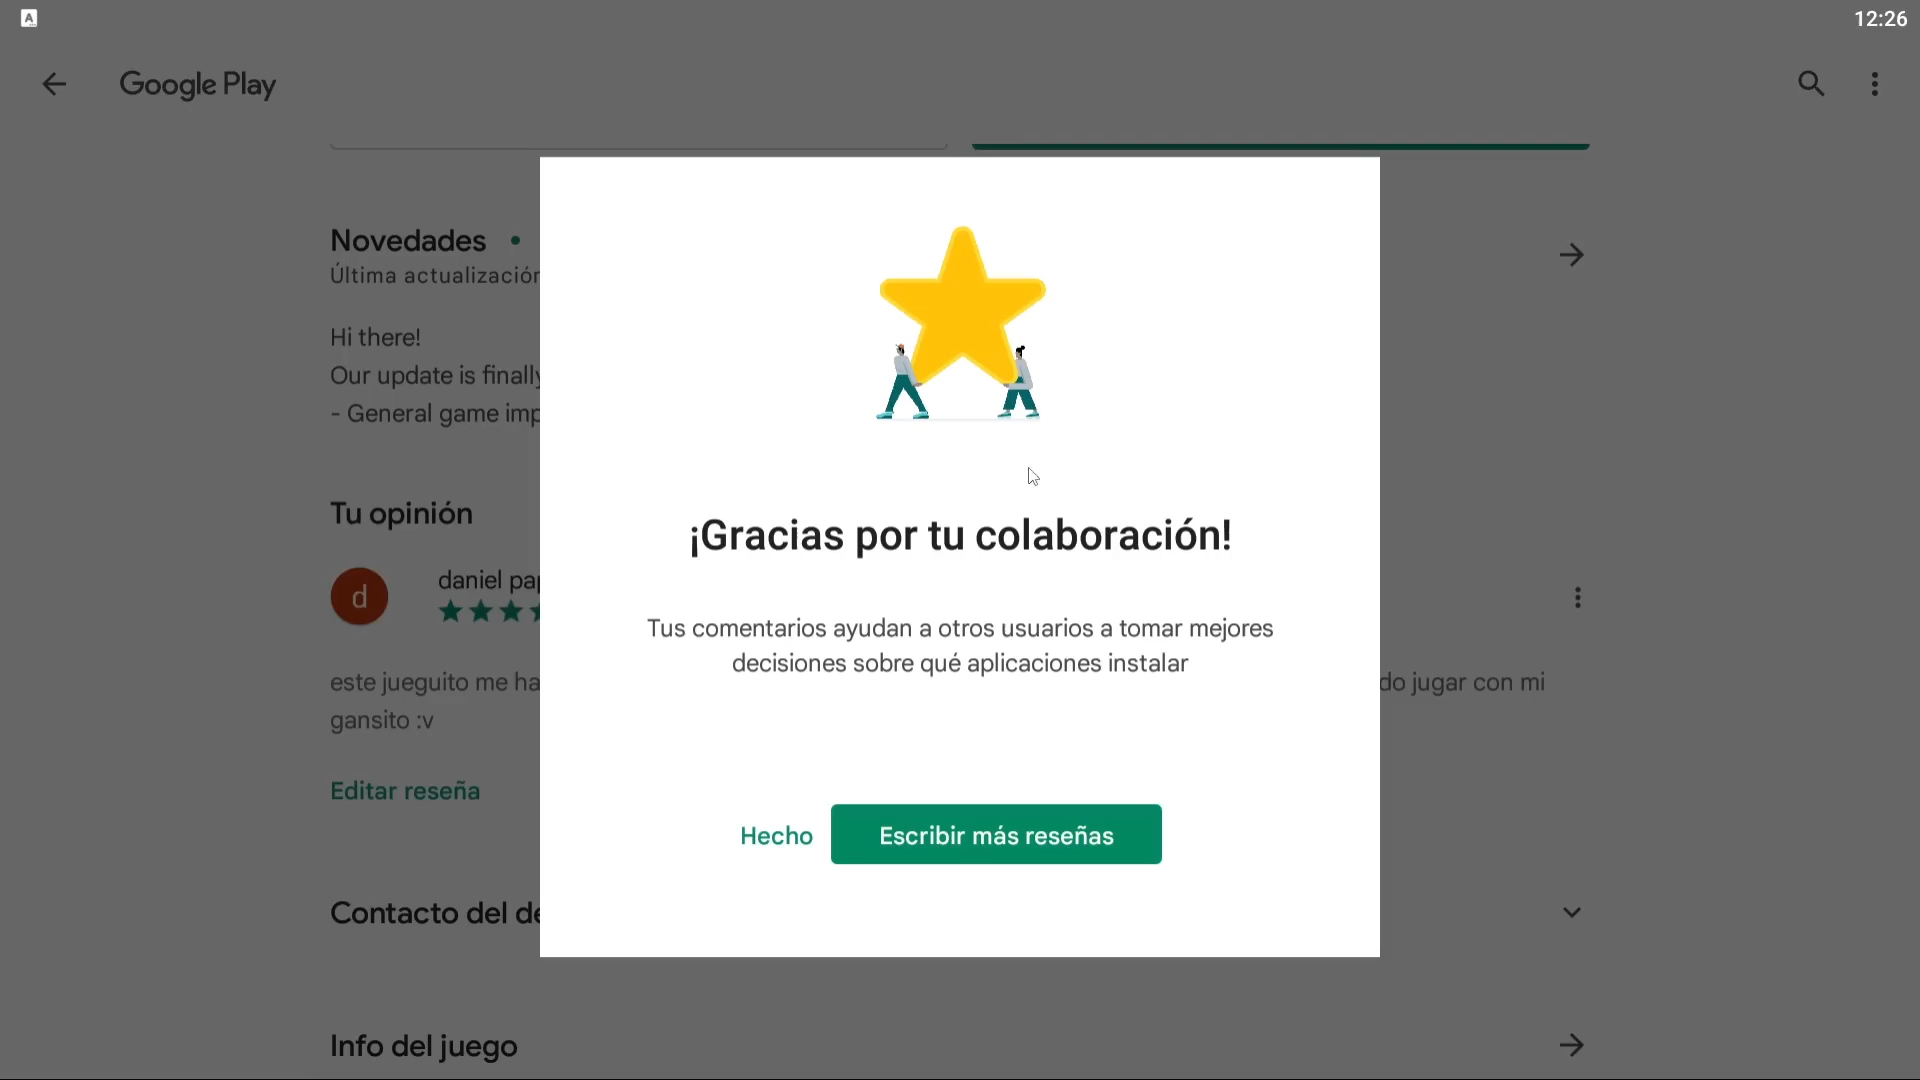 A
12:26
Google Play
Novedades •
Última actualización
Hi there!
Our update is finally
- General game imp
Tu opinión
d
daniel pap
este jueguito me ha
do jugar con mi
gansito :v
Editar reseña
Contacto del de
Info del juego
¡Gracias por tu colaboración!
Tus comentarios ayudan a otros usuarios a tomar mejores
decisiones sobre qué aplicaciones instalar
Hecho
Escribir más reseñas